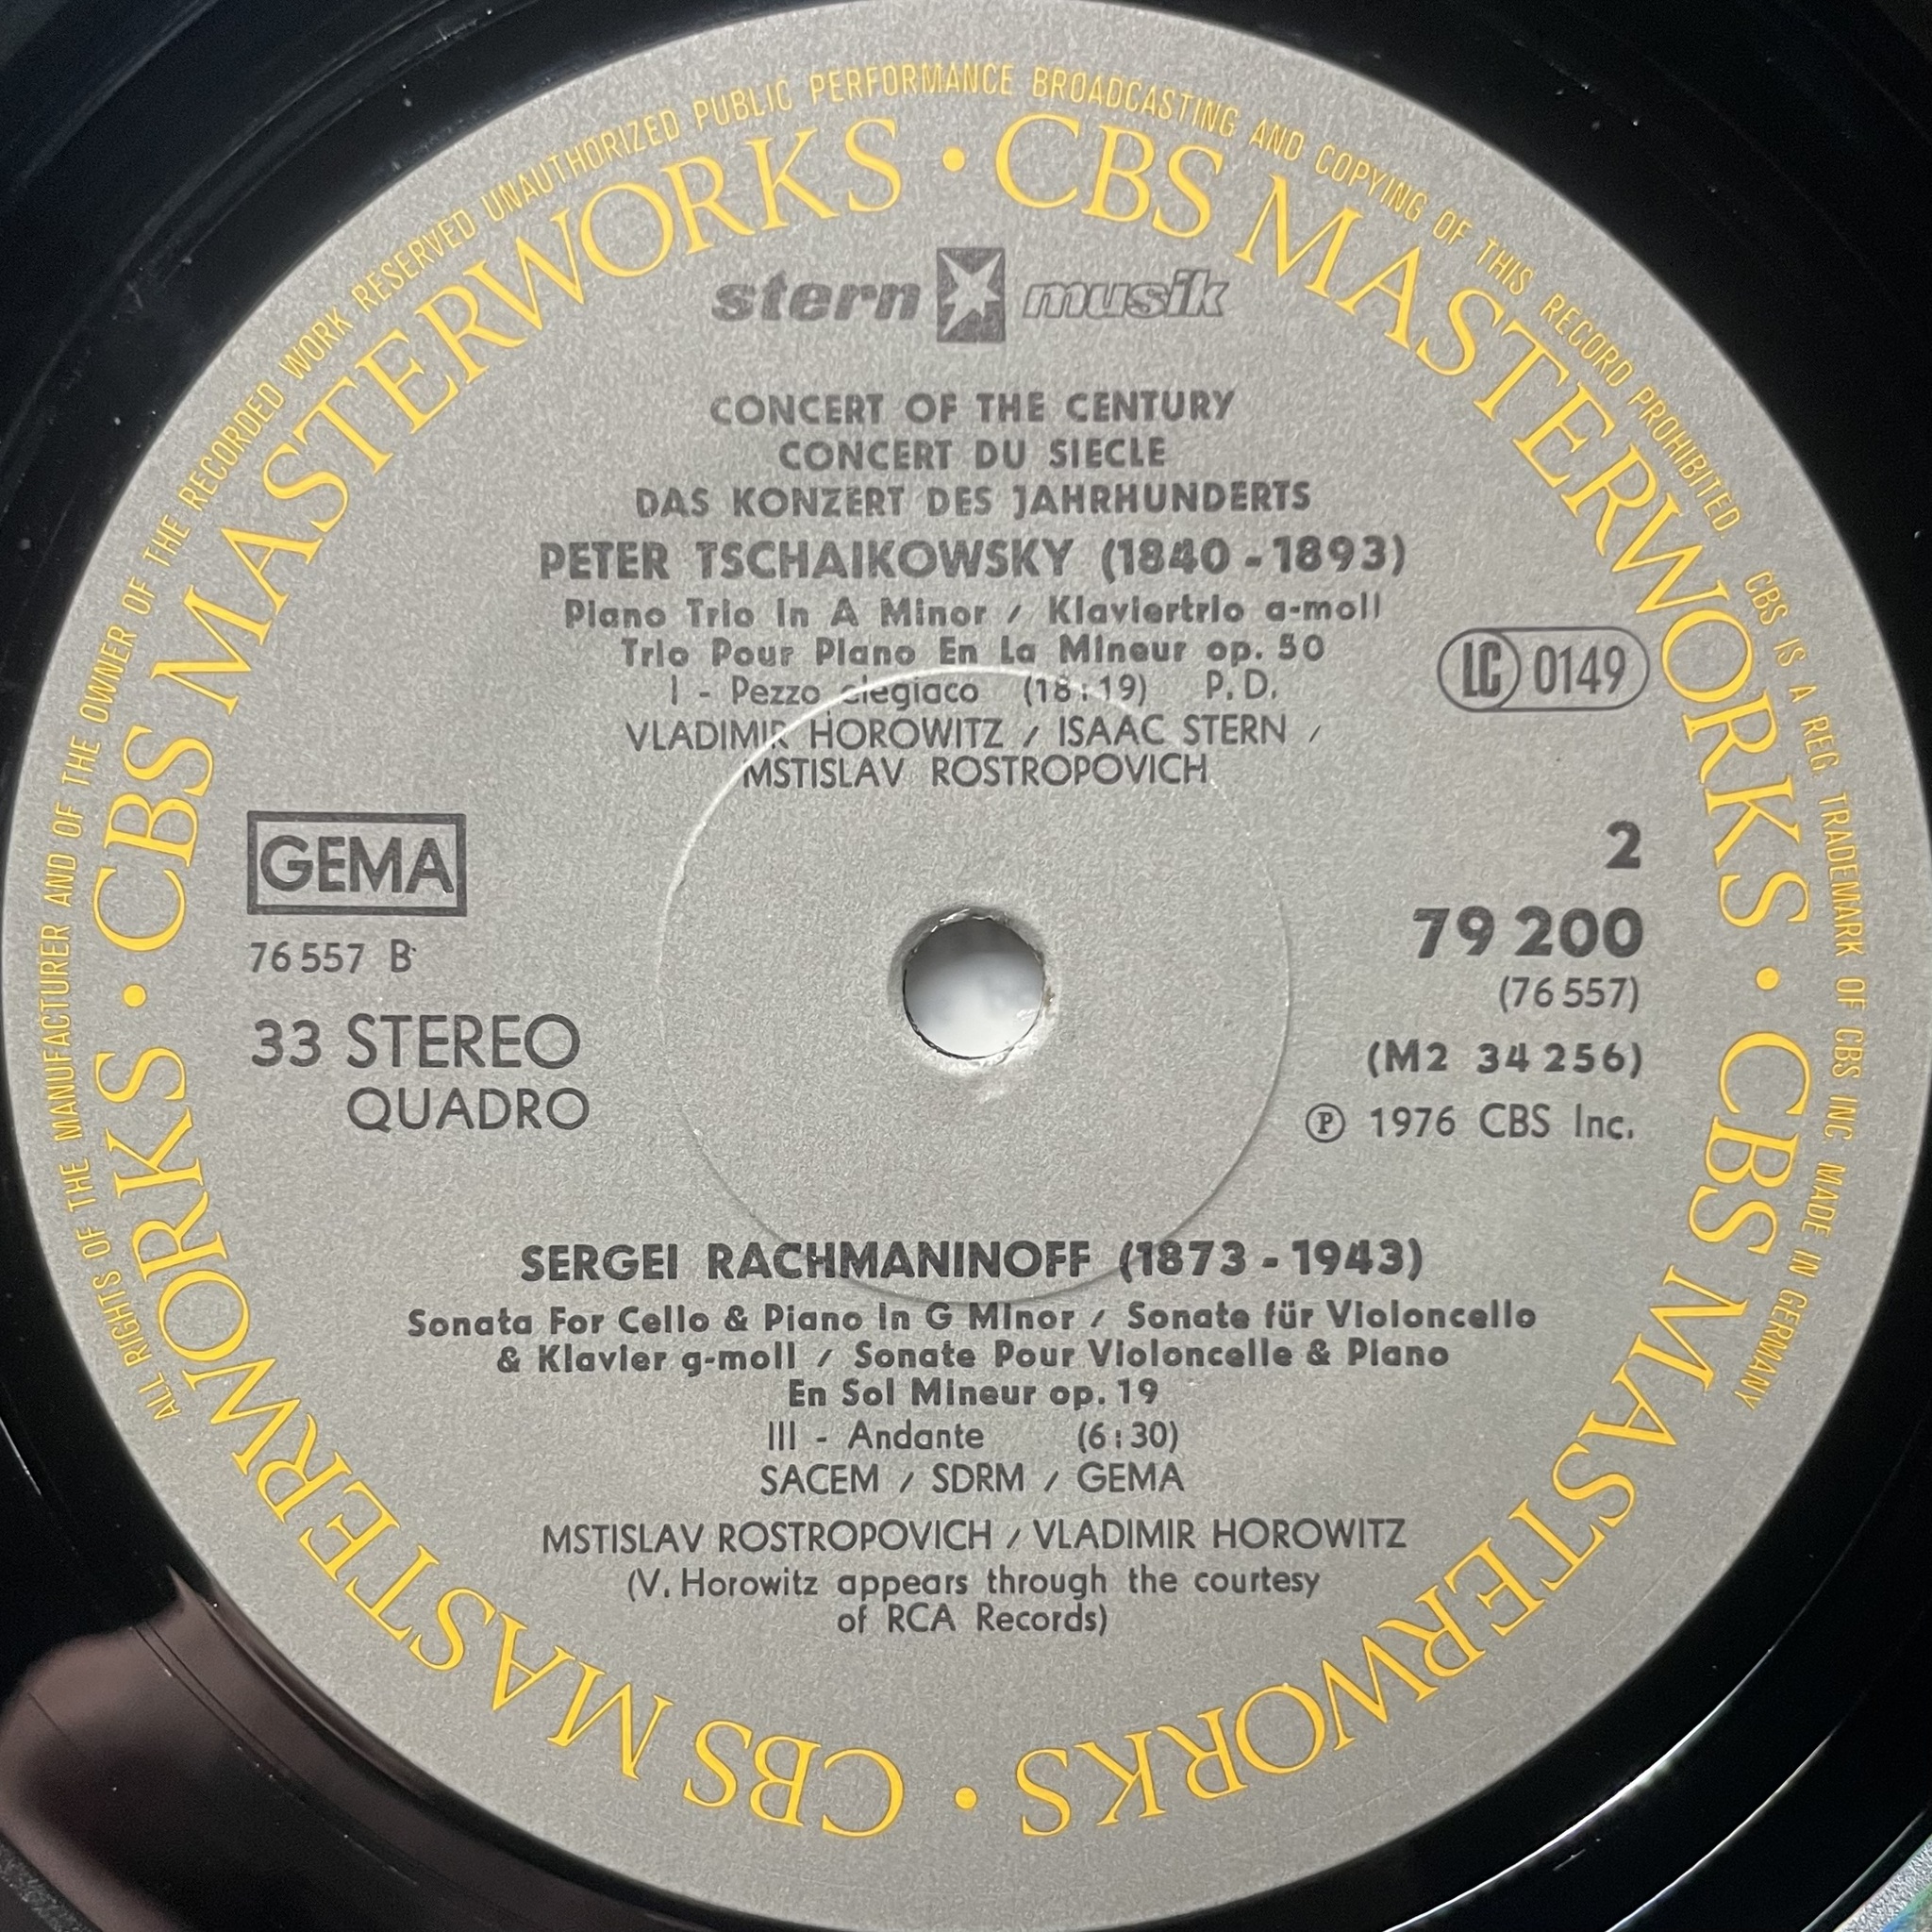 ALL RIGHTS OF THE MANUFACTURER AND OF THE OWNER OF THE RECORDED WORK RESERVED UNAUTHORIZED PUBLIC PERFORMANCE BROADCASTING AND COPYING OF THIS RECORD PROHIBITED. CBS IS A REG. TRADEMARK OF CBS INC MADE IN GERMANY
CBS MASTERWORKS • CBS MASTERWORKS • CBS MASTERWORKS • CBS MASTERWORKS •
stern musik
CONCERT OF THE CENTURY
CONCERT DU SIECLE
DAS KONZERT DES JAHRHUNDERTS
PETER TSCHAIKOWSKY (1840 - 1893)
Piano Trio In A Minor / Klaviertrio a-moll
Trio Pour Piano En La Mineur op. 50
I - Pezzo elegiaco (18:19) P.D.
VLADIMIR HOROWITZ / ISAAC STERN /
MSTISLAV ROSTROPOVICH
LC 0149
GEMA
76 557 B
33 STEREO
QUADRO
2
79 200
(76 557)
(M2 34 256)
Ⓟ 1976 CBS Inc.
SERGEI RACHMANINOFF (1873 - 1943)
Sonata For Cello & Piano In G Minor / Sonate für Violoncello
& Klavier g-moll / Sonate Pour Violoncelle & Piano
En Sol Mineur op. 19
III - Andante (6:30)
SACEM / SDRM / GEMA
MSTISLAV ROSTROPOVICH / VLADIMIR HOROWITZ
(V. Horowitz appears through the courtesy
of RCA Records)